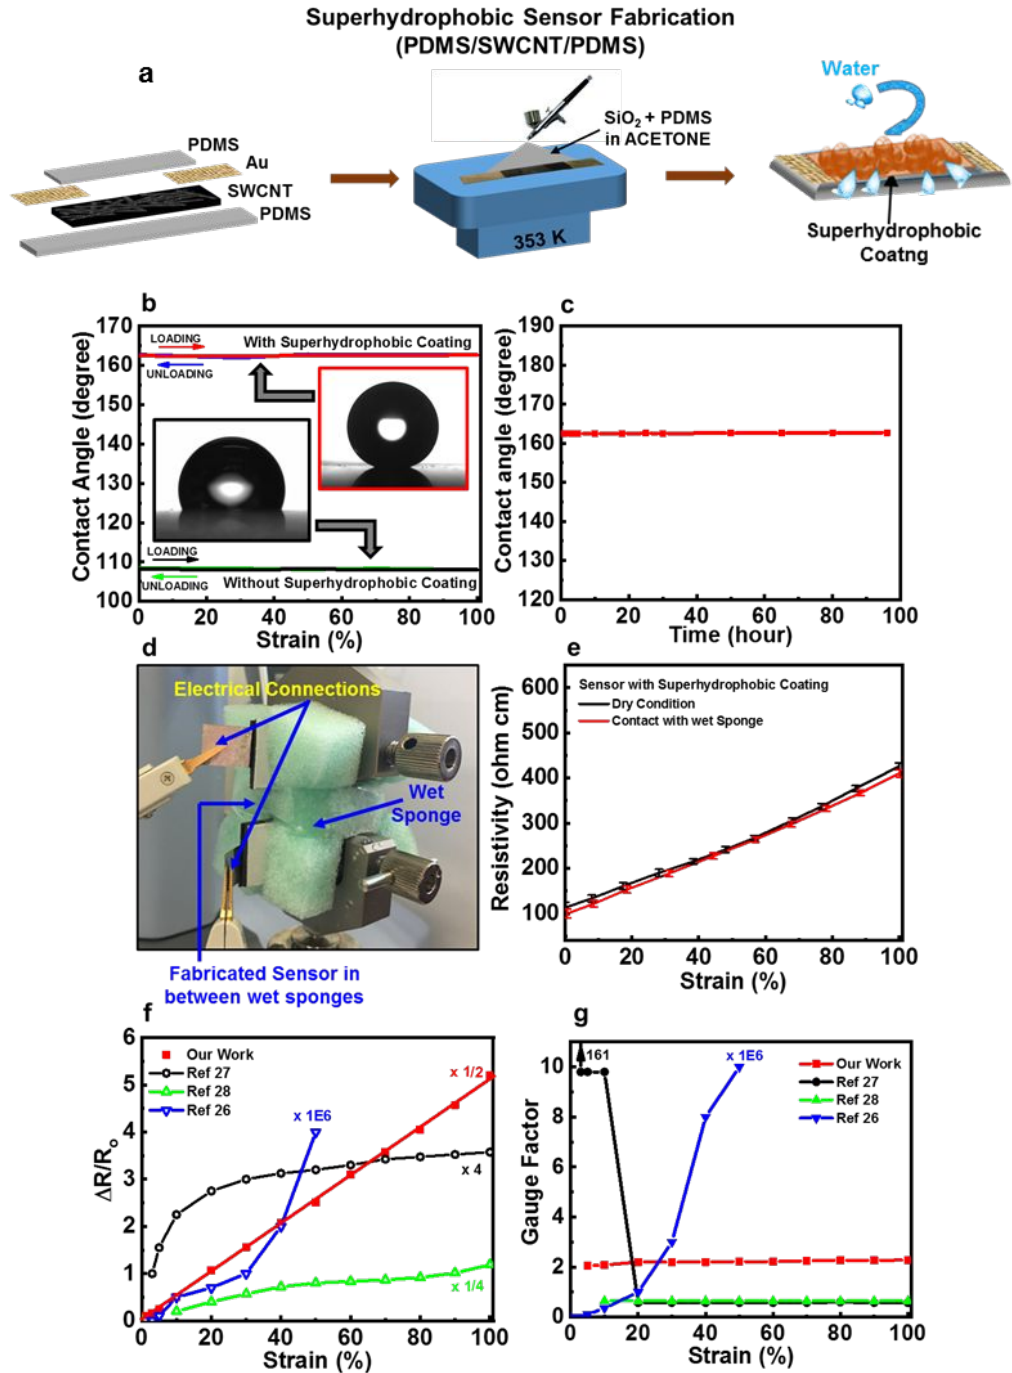 Superhydrophobic Sensor Fabrication
(PDMS/SWCNT/PDMS)
a
PDMS
Au
SWCNT
PDMS
SiO2 + PDMS
in ACETONE
353 K
Water
Superhydrophobic
Coatng
b
170
160
150
140
130
120
110
100
Contact Angle (degree)
LOADING
UNLOADING
With Superhydrophobic Coating
LOADING
UNLOADING
Without Superhydrophobic Coating
20
40
60
80
100
Strain (%)
c
190
180
170
160
150
140
130
120
Contact angle (degree)
0
20
40
60
80
100
Time (hour)
d
Electrical Connections
Wet
Sponge
Fabricated Sensor in
between wet sponges
e
600
500
400
300
200
100
Resistivity (ohm cm)
Sensor with Superhydrophobic Coating
Dry Condition
Contact with wet Sponge
0
20
40
60
80
100
Strain (%)
f
6
5
4
3
2
1
0
ΔR/Ro
Our Work
Ref 27
Ref 28
Ref 26
x 1E6
x 1/2
x 4
x 1/4
20
40
60
80
100
Strain (%)
g
10
8
6
4
2
0
Gauge Factor
161
x 1E6
Our Work
Ref 27
Ref 28
Ref 26
0
20
40
60
80
100
Strain (%)